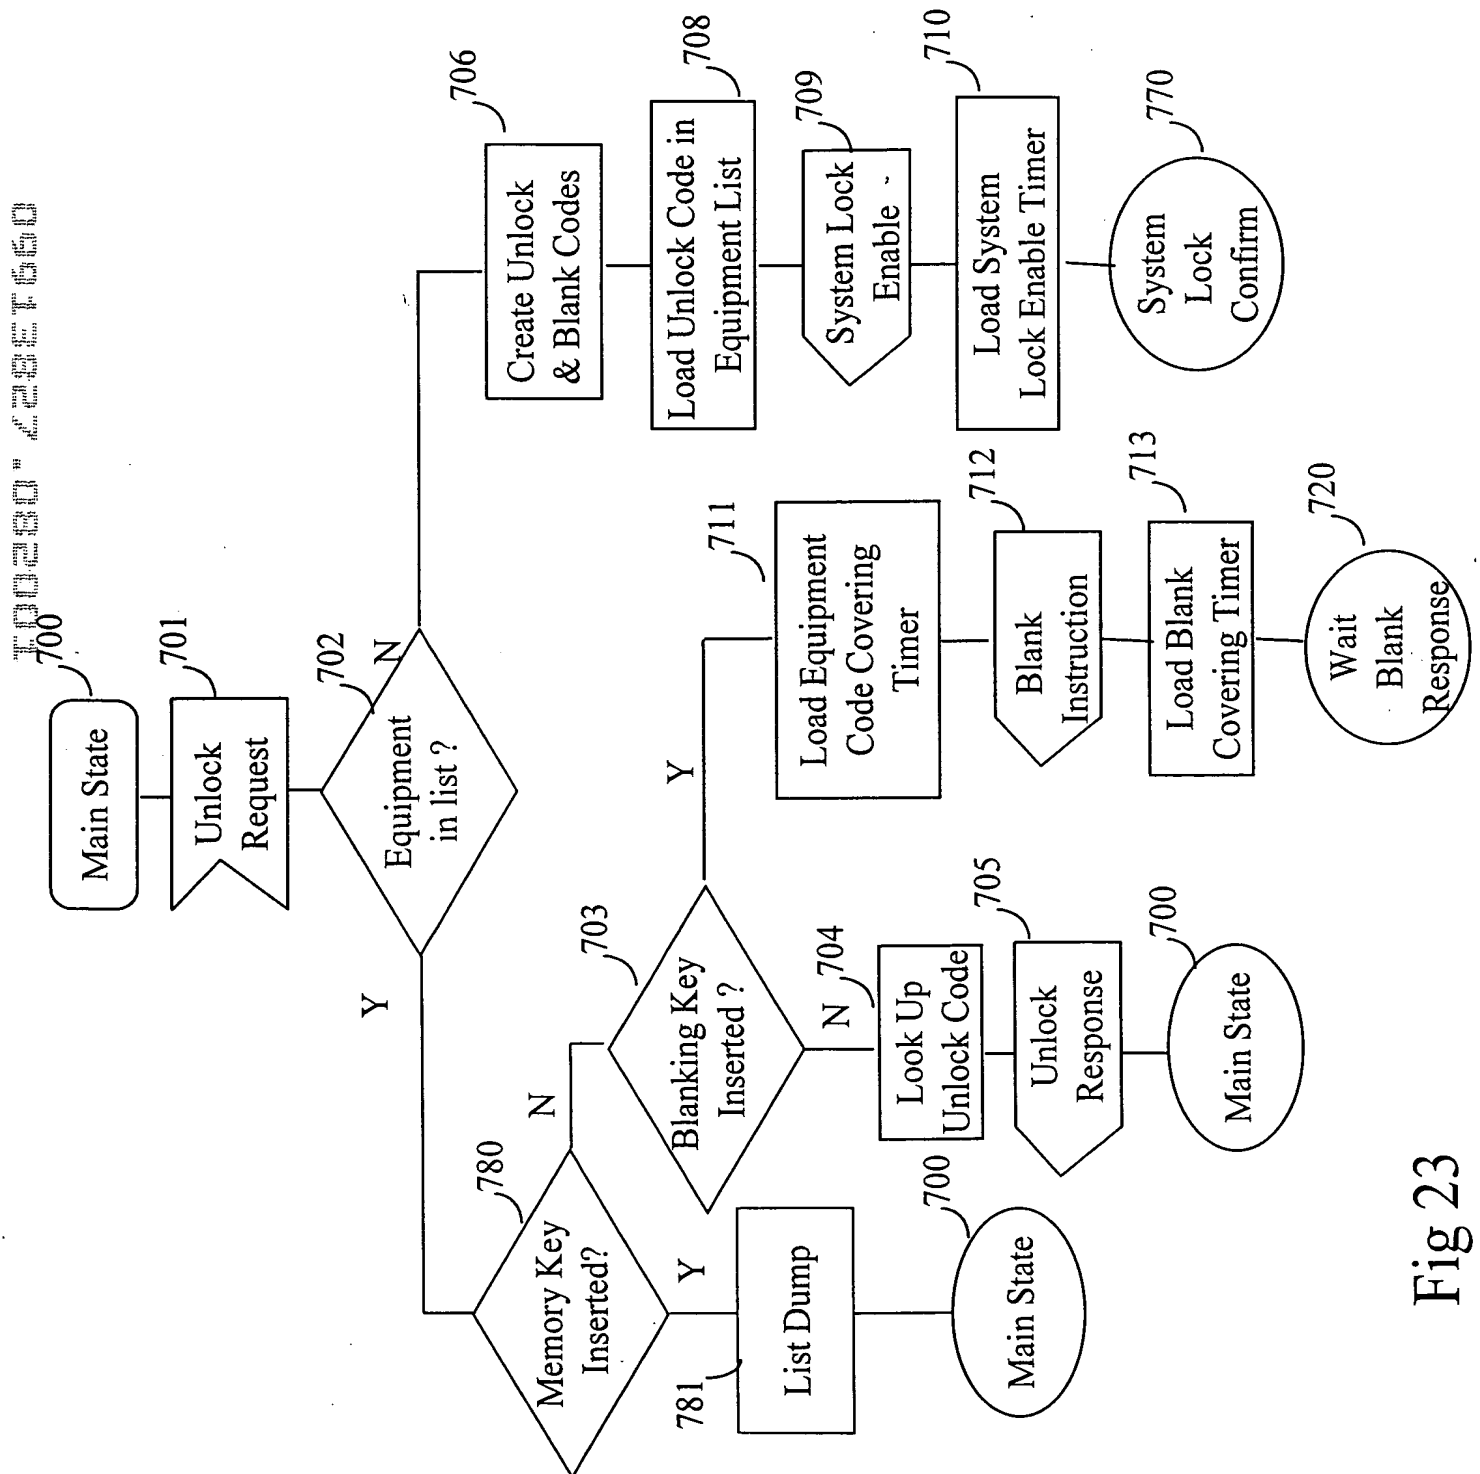 09913827.082001
700
Main State
701
Unlock
Request
702
Equipment
in list ?
Y
N
780
Memory Key
Inserted?
N
Y
781
List Dump
700
Main State
703
Blanking Key
Inserted ?
Y
N
704
Look Up
Unlock Code
705
Unlock
Response
700
Main State
711
Load Equipment
Code Covering
Timer
712
Blank
Instruction
713
Load Blank
Covering Timer
720
Wait
Blank
Response
706
Create Unlock
& Blank Codes
708
Load Unlock Code in
Equipment List
709
System Lock
Enable
710
Load System
Lock Enable Timer
770
System
Lock
Confirm
Fig 23